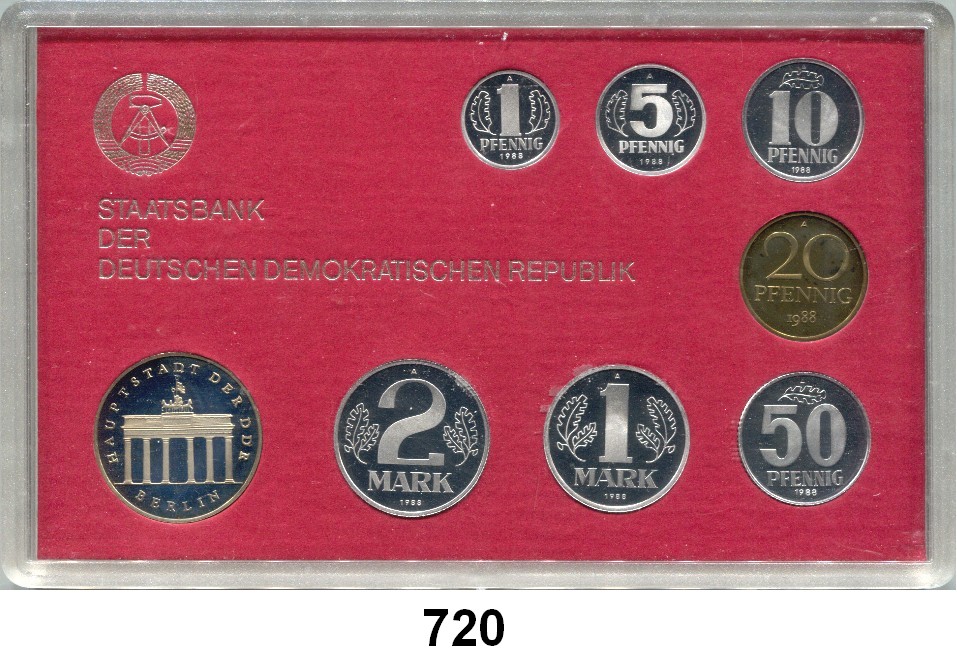 A
1
PFENNIG
1988
A
5
PFENNIG
1988
A
10
PFENNIG
1988
STAATSBANK
DER
DEUTSCHEN DEMOKRATISCHEN REPUBLIK
A
20
PFENNIG
1988
HAUPTSTADT DER DDR
BERLIN
A
2
MARK
1988
A
1
MARK
1988
A
50
PFENNIG
1988
720